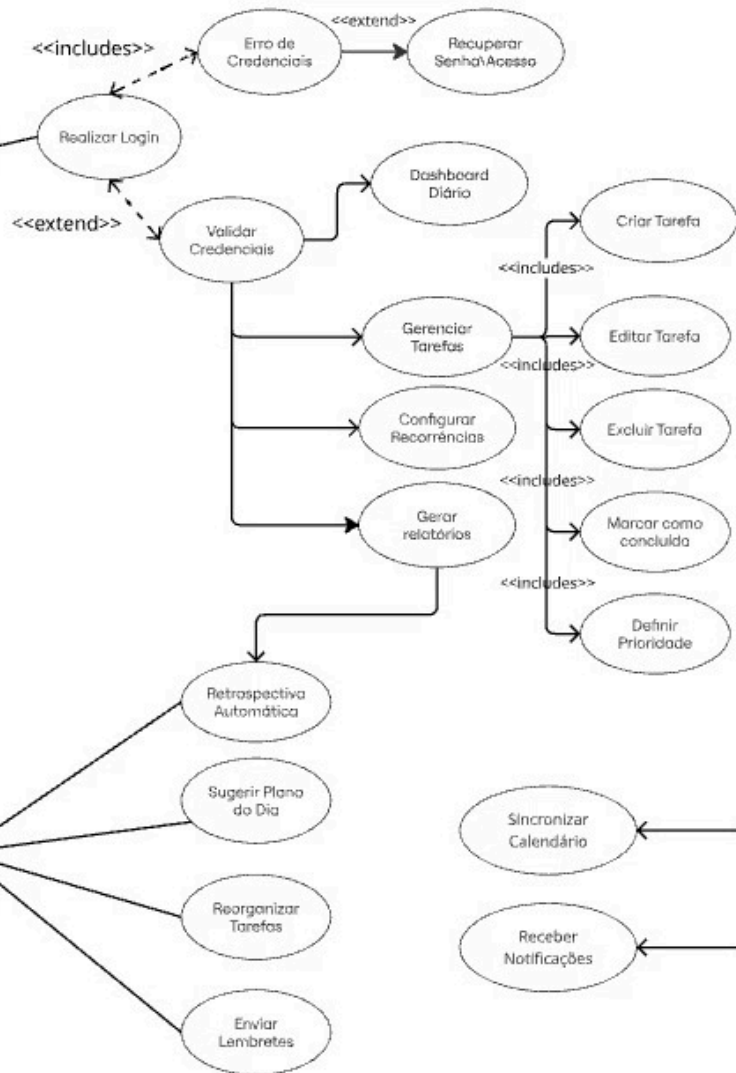 <<extend>>
<<includes>>
Erro de
Credenciais
Recuperar
Senha\Acesso
Realizar Login
<<extend>>
Validar
Credenciais
Dashboard
Diário
Criar Tarefa
<<includes>>
Gerenciar
Tarefas
Editar Tarefa
<<includes>>
Configurar
Recorrências
Excluir Tarefa
<<includes>>
Gerar
relatórios
Marcar como
concluída
<<includes>>
Definir
Prioridade
Retrospectiva
Automática
Sugerir Plano
do Dia
Sincronizar
Calendário
Reorganizar
Tarefas
Receber
Notificações
Enviar
Lembretes